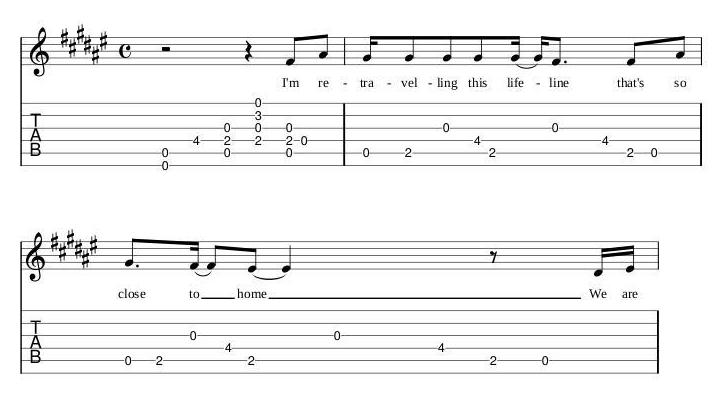 I'm re - tra - vel - ling this life - line that's so
0
T 3
0 0 0 0 0
A 4 2 2 2 0 4 4
B 0 0 0 0 2 2 2 0
0
close to ___ home ___ We are
T
A 0 0
4 4
B 0 2 2 2 0